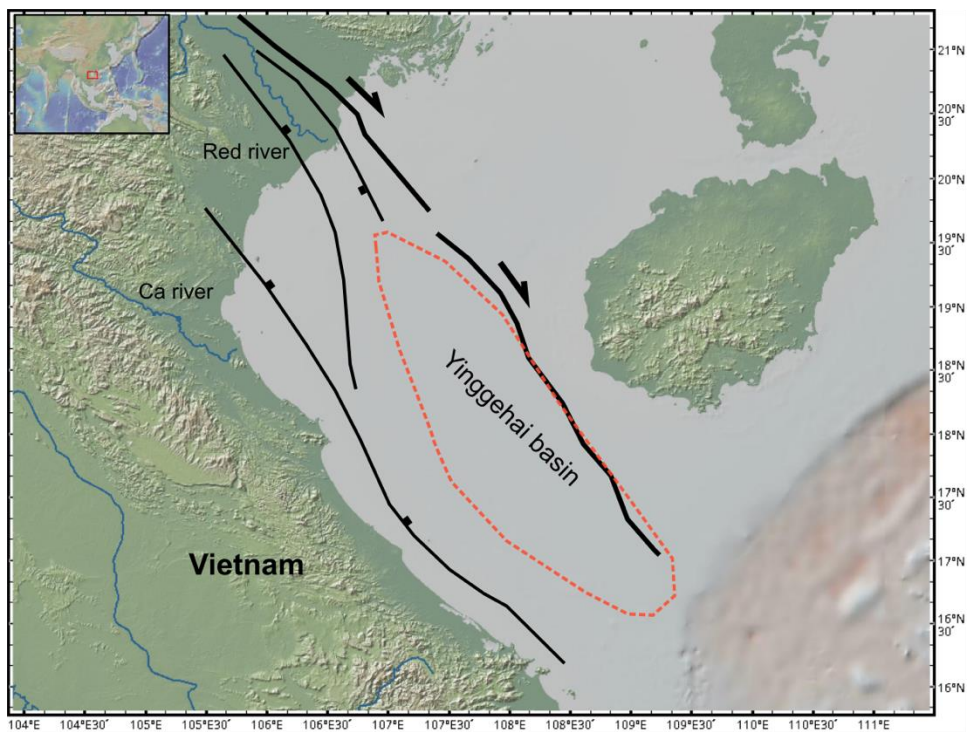 Red river
Ca river
Yinggehai basin
Vietnam
21°N
20°N
30′
20°N
19°N
30′
19°N
18°N
30′
18°N
17°N
30′
17°N
16°N
30′
16°N
104°E
104°E30′
105°E
105°E30′
106°E
106°E30′
107°E
107°E30′
108°E
108°E30′
109°E
109°E30′
110°E
110°E30′
111°E